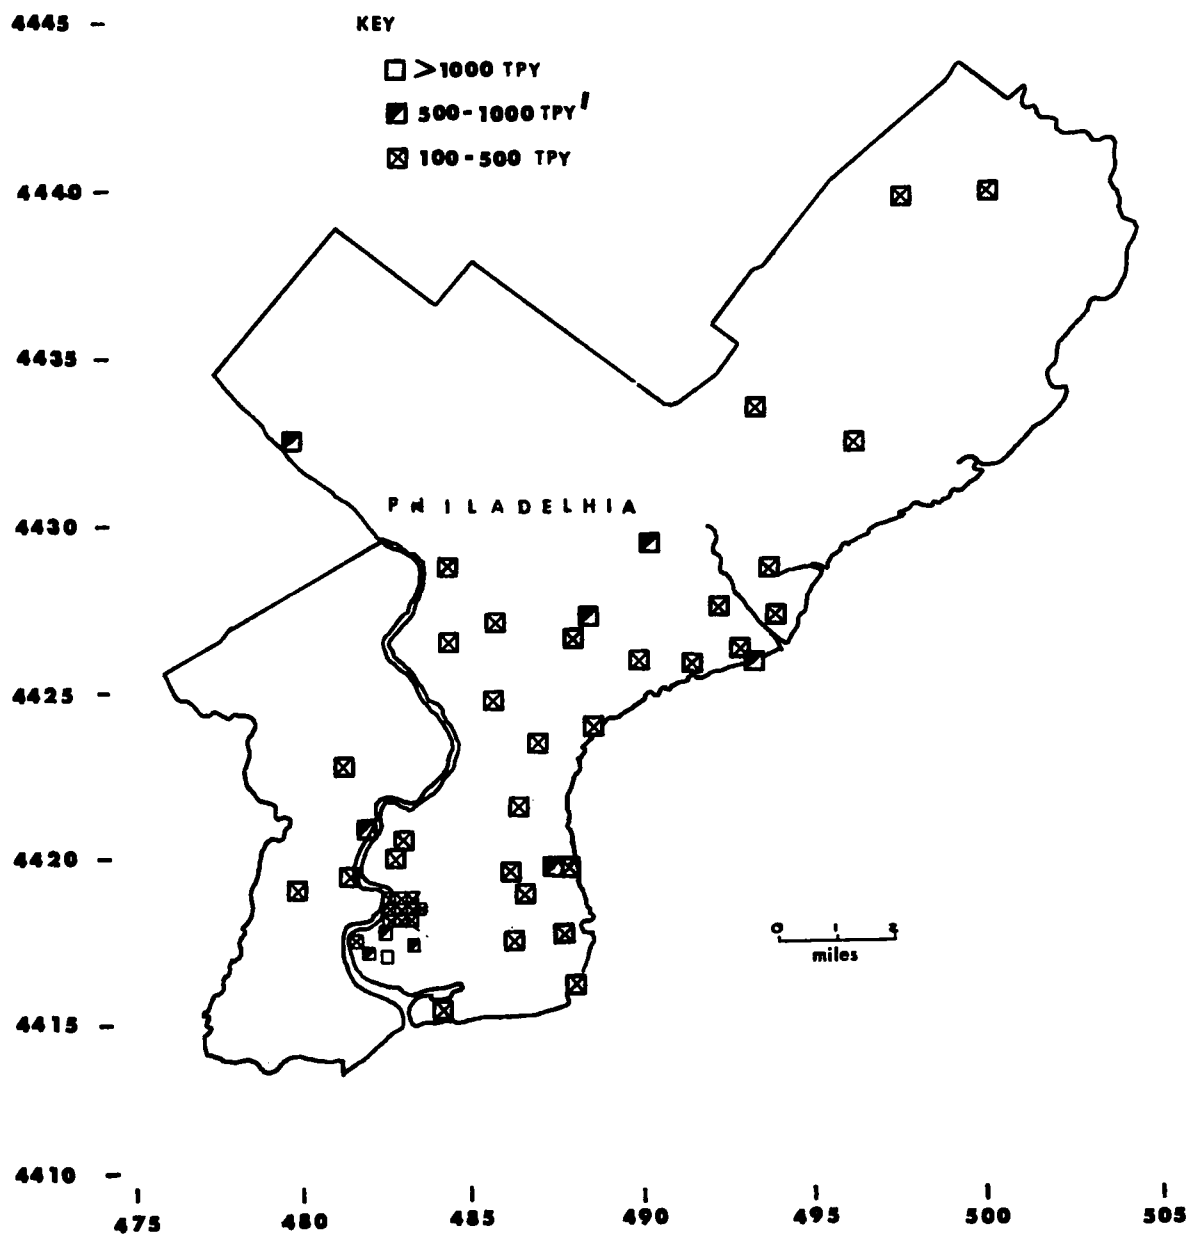 4445 –
KEY
>1000 TPY
500-1000 TPY
100-500 TPY
4440 –
4435 –
PHILADELHIA
4430 –
4425 –
4420 –
0 1 2
miles
4415 –
4410 –
475 480 485 490 495 500 505